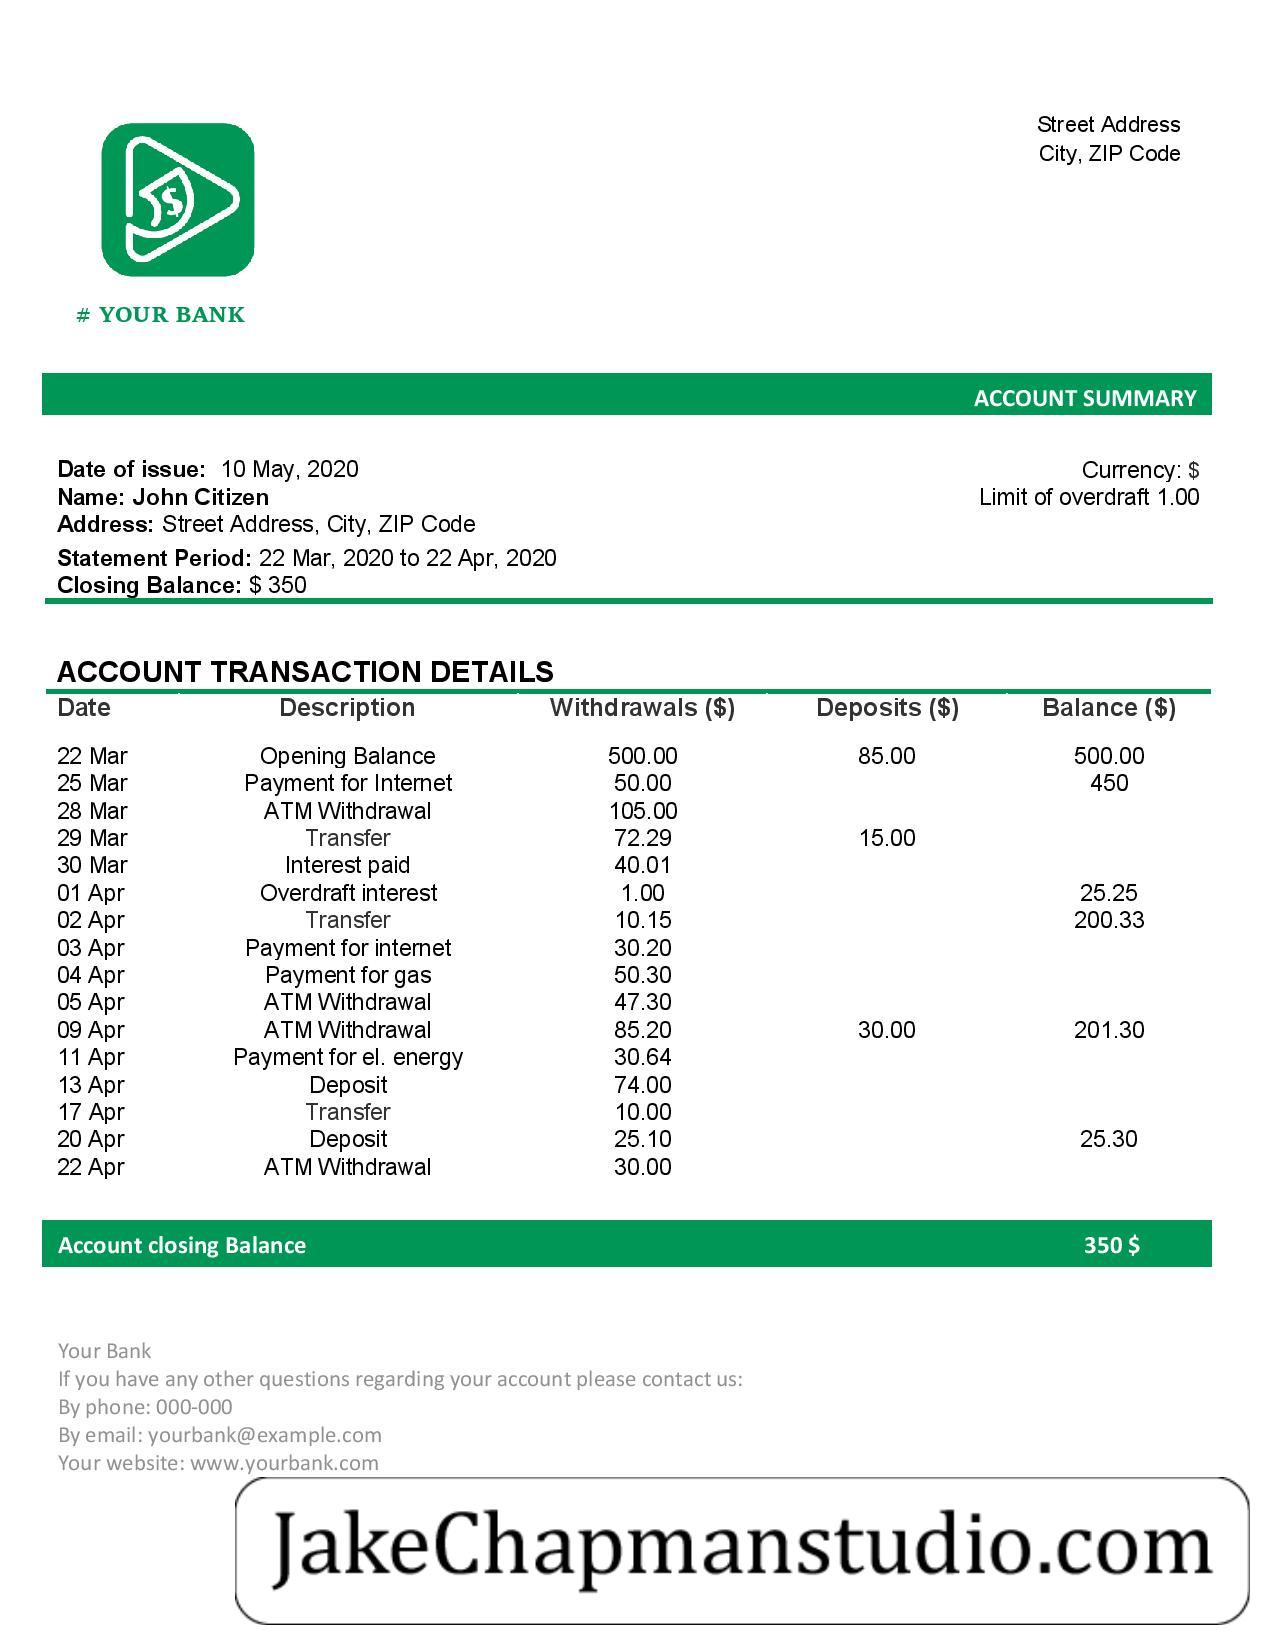 Street Address
City, ZIP Code
$
# YOUR BANK
ACCOUNT SUMMARY
Date of issue: 10 May, 2020
Currency: $
Name: John Citizen
Limit of overdraft 1.00
Address: Street Address, City, ZIP Code
Statement Period: 22 Mar, 2020 to 22 Apr, 2020
Closing Balance: $ 350
ACCOUNT TRANSACTION DETAILS
Date Description Withdrawals ($) Deposits ($) Balance ($)
22 Mar Opening Balance 500.00 85.00 500.00
25 Mar Payment for Internet 50.00 450
28 Mar ATM Withdrawal 105.00
29 Mar Transfer 72.29 15.00
30 Mar Interest paid 40.01
01 Apr Overdraft interest 1.00 25.25
02 Apr Transfer 10.15 200.33
03 Apr Payment for internet 30.20
04 Apr Payment for gas 50.30
05 Apr ATM Withdrawal 47.30
09 Apr ATM Withdrawal 85.20 30.00 201.30
11 Apr Payment for el. energy 30.64
13 Apr Deposit 74.00
17 Apr Transfer 10.00
20 Apr Deposit 25.10 25.30
22 Apr ATM Withdrawal 30.00
Account closing Balance 350 $
Your Bank
If you have any other questions regarding your account please contact us:
By phone: 000-000
By email: yourbank@example.com
Your website: www.yourbank.com
JakeChapmanstudio.com